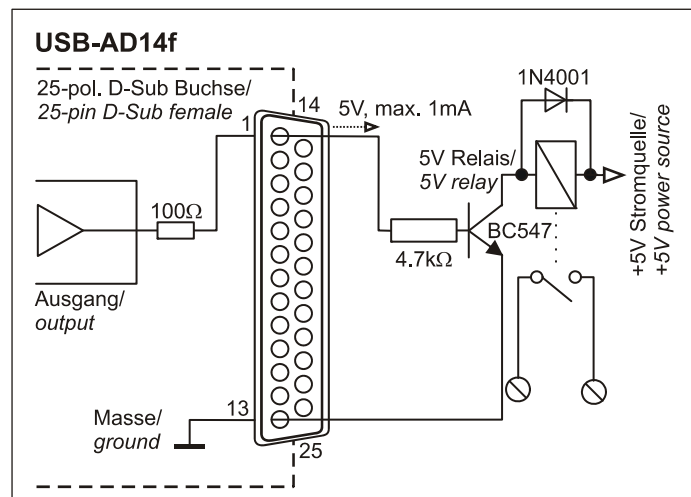 USB-AD14f
25-pol. D-Sub Buchse/
25-pin D-Sub female
14
1
5V, max. 1mA
1N4001
5V Relais/
5V relay
+5V Stromquelle/
+5V power source
100Ω
4.7kΩ
BC547
Ausgang/
output
Masse/
ground
13
25